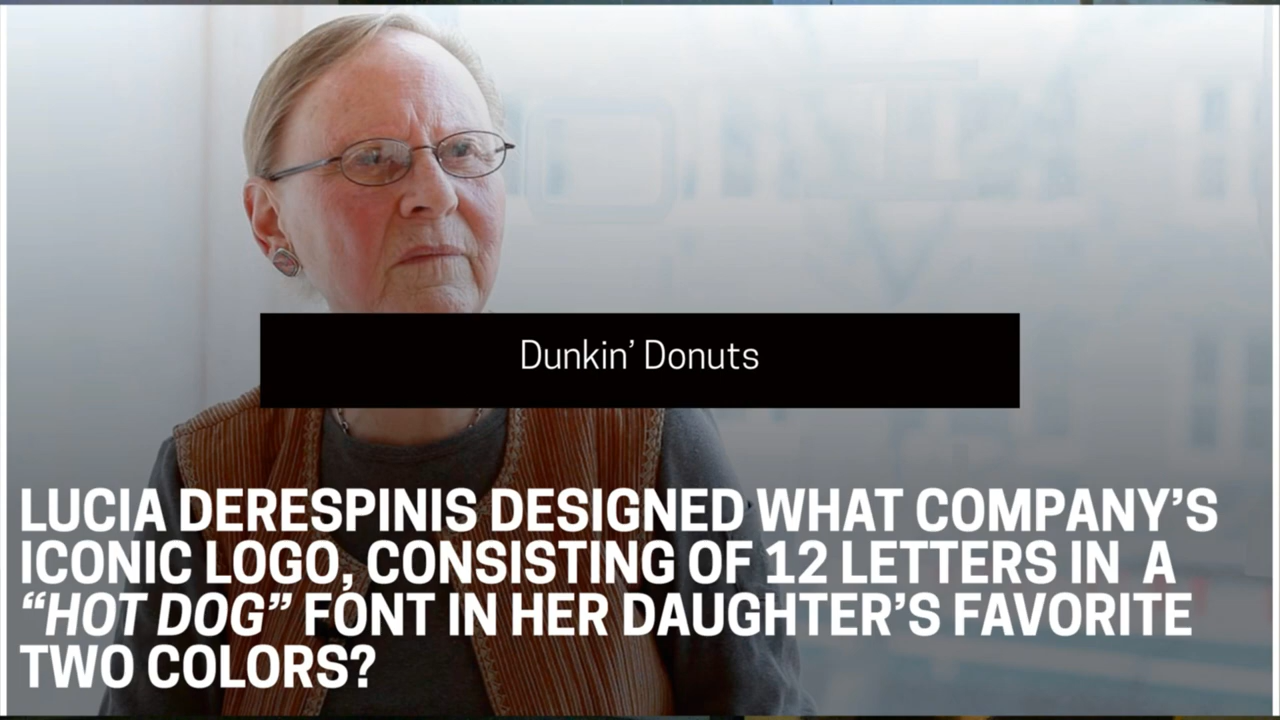 Dunkin’ Donuts
LUCIA DERESPINIS DESIGNED WHAT COMPANY’S
ICONIC LOGO, CONSISTING OF 12 LETTERS IN A
“HOT DOG” FONT IN HER DAUGHTER’S FAVORITE
TWO COLORS?